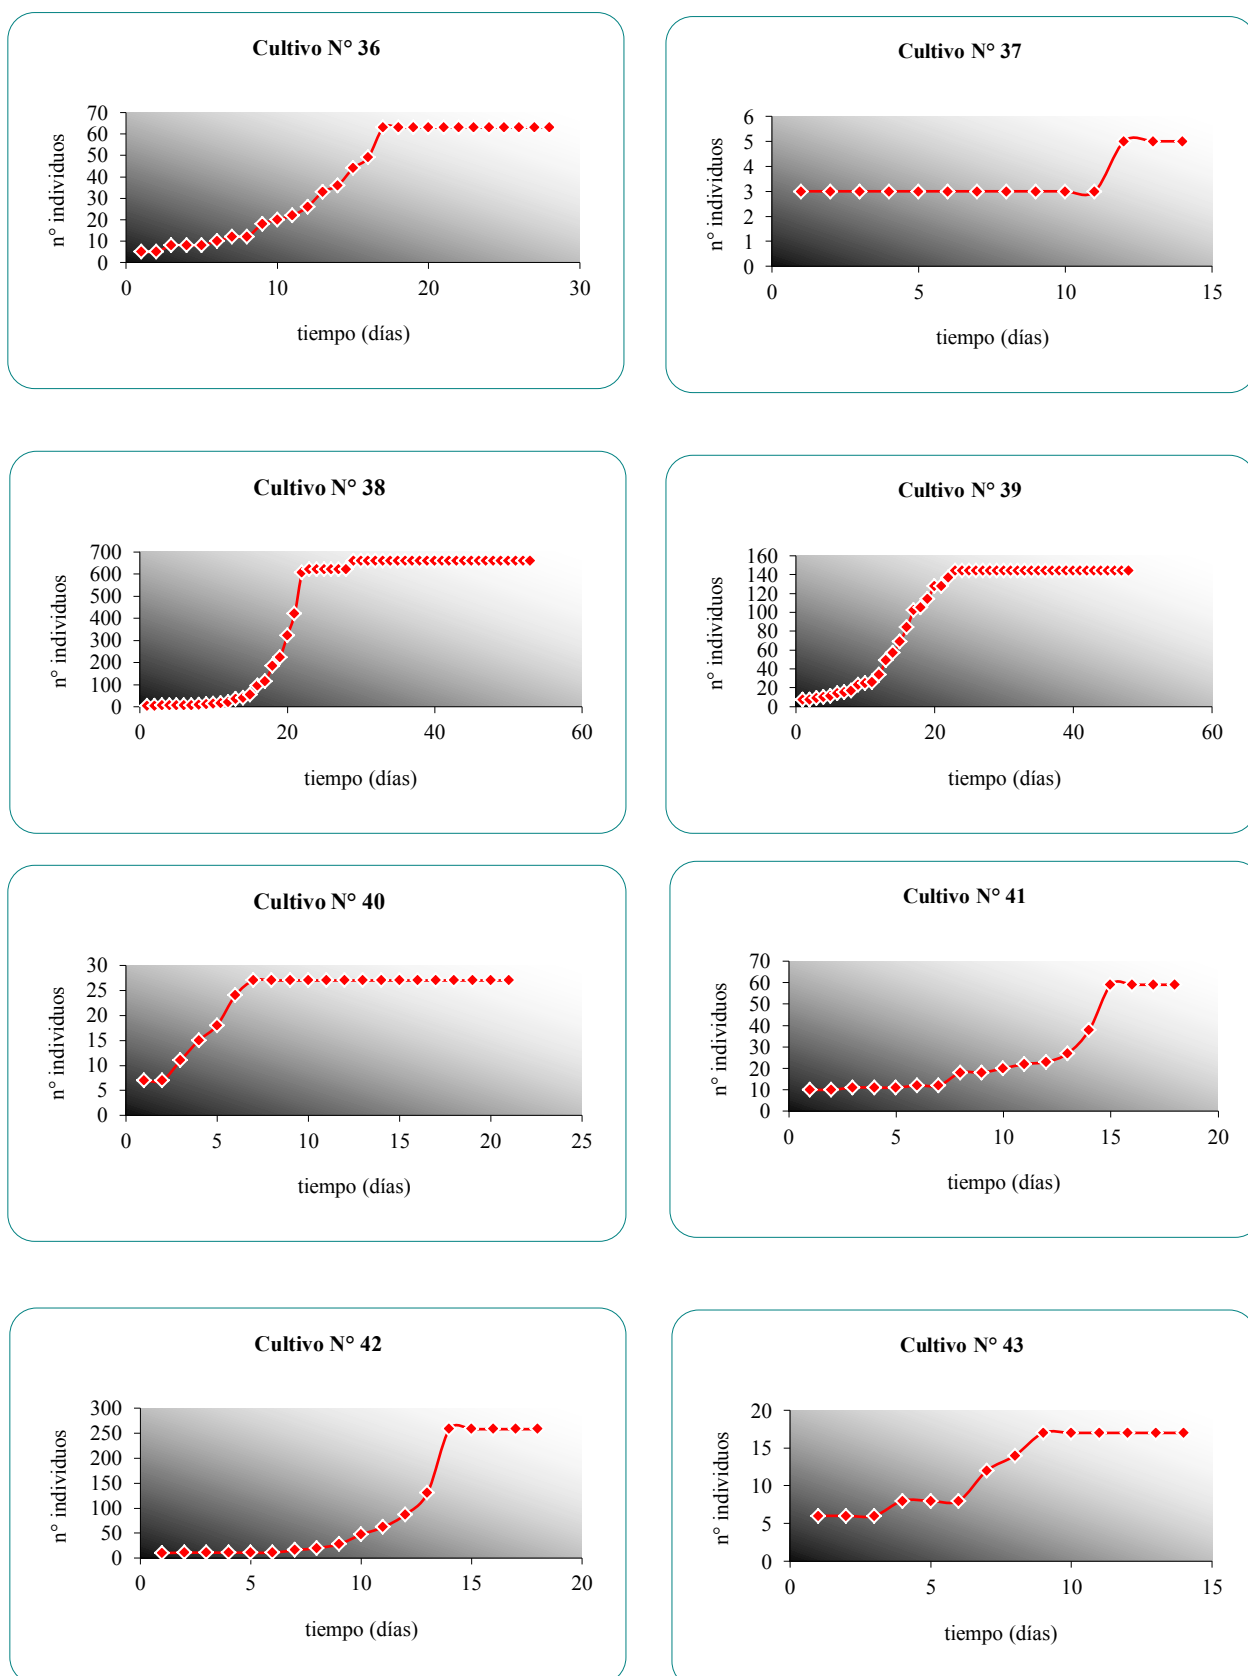 Cultivo N° 36
n° individuos
70
60
50
40
30
20
10
0
0 10 20 30
tiempo (días)
Cultivo N° 37
n° individuos
6
5
4
3
2
1
0
0 5 10 15
tiempo (días)
Cultivo N° 38
n° individuos
700
600
500
400
300
200
100
0
0 20 40 60
tiempo (días)
Cultivo N° 39
n° individuos
160
140
120
100
80
60
40
20
0
0 20 40 60
tiempo (días)
Cultivo N° 40
n° individuos
30
25
20
15
10
5
0
0 5 10 15 20 25
tiempo (días)
Cultivo N° 41
n° individuos
70
60
50
40
30
20
10
0
0 5 10 15 20
tiempo (días)
Cultivo N° 42
n° individuos
300
250
200
150
100
50
0
0 5 10 15 20
tiempo (días)
Cultivo N° 43
n° individuos
20
15
10
5
0
0 5 10 15
tiempo (días)